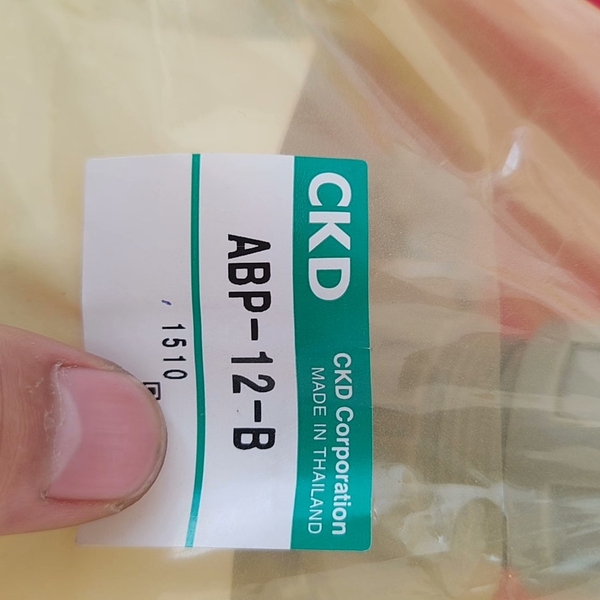 CKD
CKD Corporation
MADE IN THAILAND
ABP-12-B
, 1510